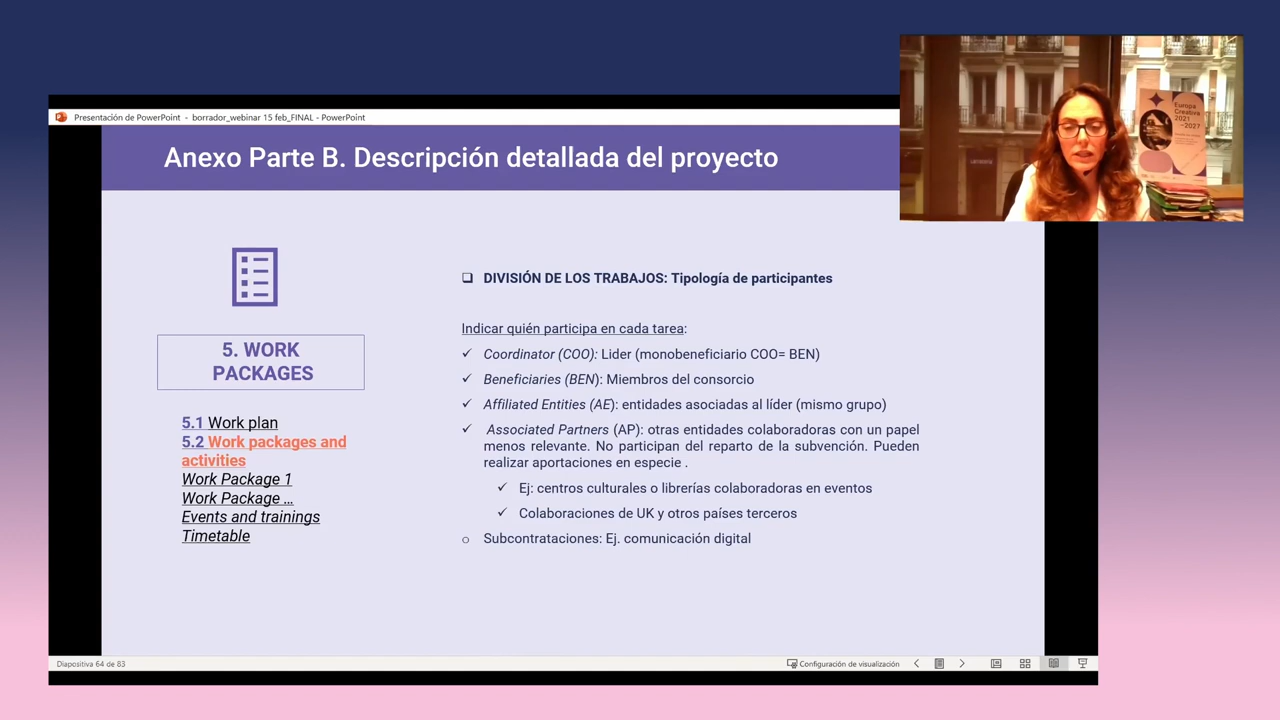 Presentación de PowerPoint - borrador_webinar 15 feb_FINAL - PowerPoint
Anexo Parte B. Descripción detallada del proyecto
Europa
Creativa
2021
-2027
5. WORK
PACKAGES
5.1 Work plan
5.2 Work packages and
activities
Work Package 1
Work Package …
Events and trainings
Timetable
❑ DIVISIÓN DE LOS TRABAJOS: Tipología de participantes
Indicar quién participa en cada tarea:
✓ Coordinator (COO): Lider (monobeneficiario COO= BEN)
✓ Beneficiaries (BEN): Miembros del consorcio
✓ Affiliated Entities (AE): entidades asociadas al líder (mismo grupo)
✓ Associated Partners (AP): otras entidades colaboradoras con un papel
menos relevante. No participan del reparto de la subvención. Pueden
realizar aportaciones en especie .
✓ Ej: centros culturales o librerías colaboradoras en eventos
✓ Colaboraciones de UK y otros países terceros
o Subcontrataciones: Ej. comunicación digital
Diapositiva 64 de 83
Configuración de visualización